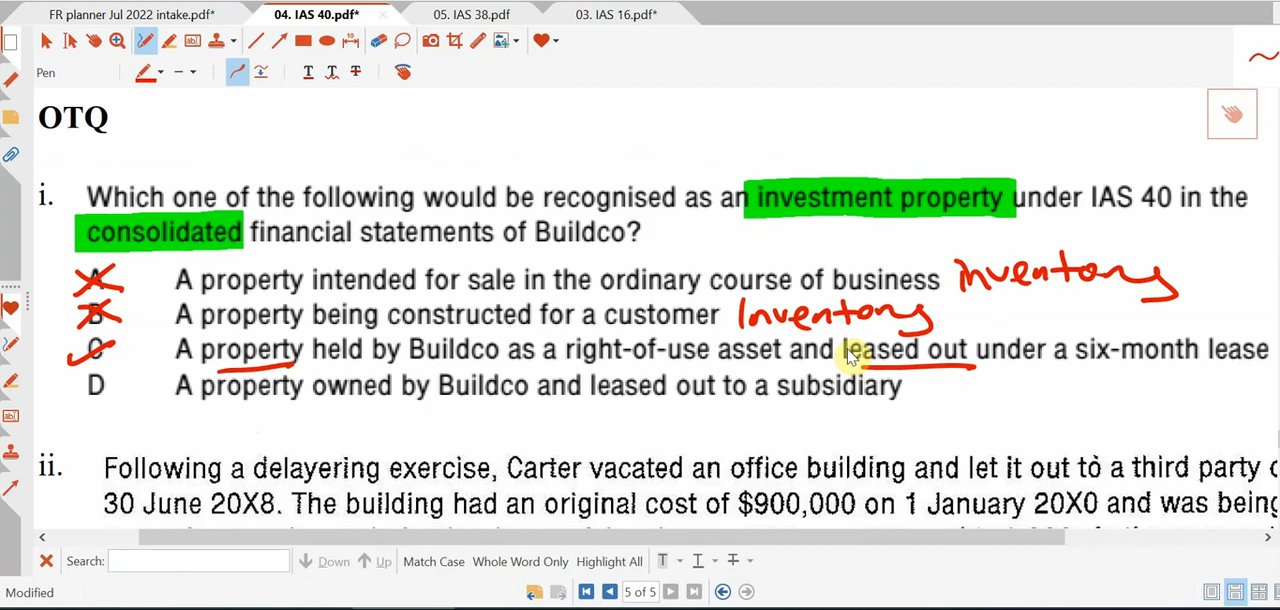 FR planner Jul 2022 intake.pdf*
04. IAS 40.pdf*
05. IAS 38.pdf
03. IAS 16.pdf*
Pen
OTQ
i. Which one of the following would be recognised as an investment property under IAS 40 in the
consolidated financial statements of Buildco?
A A property intended for sale in the ordinary course of business inventory
B A property being constructed for a customer Inventory
C A property held by Buildco as a right-of-use asset and leased out under a six-month lease
D A property owned by Buildco and leased out to a subsidiary
ii. Following a delayering exercise, Carter vacated an office building and let it out to a third party
30 June 20X8. The building had an original cost of $900,000 on 1 January 20X0 and was being
Search: Down Up Match Case Whole Word Only Highlight All
Modified 5 of 5